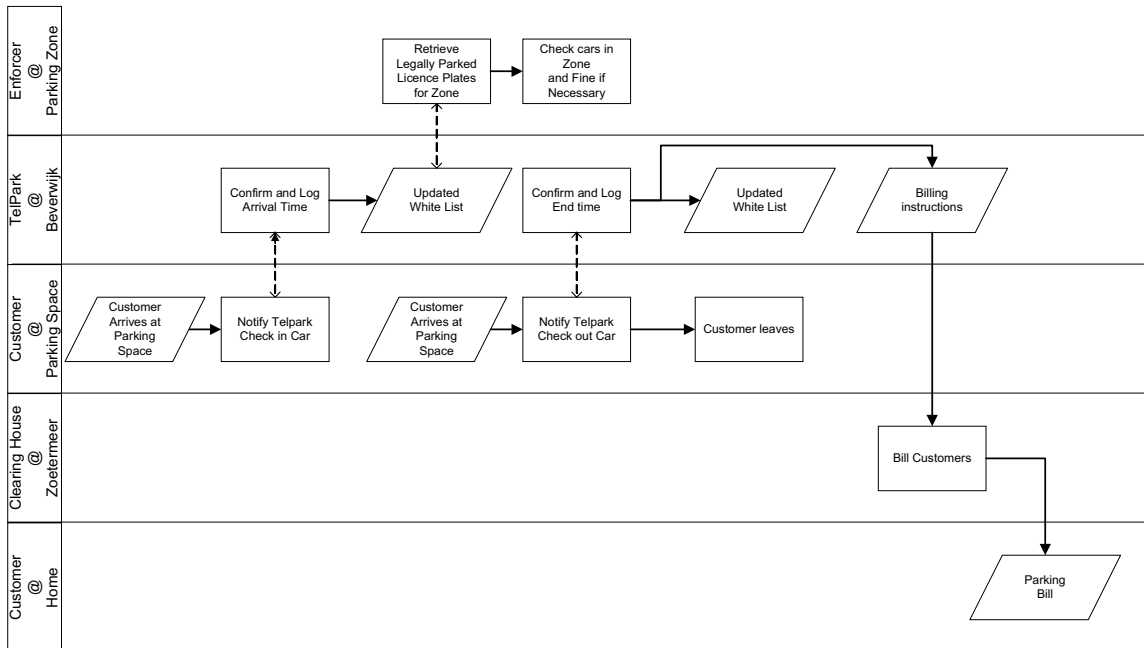 Enforcer
@
Parking Zone
Retrieve
Legally Parked
Licence Plates
for Zone
Check cars in
Zone
and Fine if
Necessary
TelPark
@
Beverwijk
Confirm and Log
Arrival Time
Updated
White List
Confirm and Log
End time
Updated
White List
Billing
instructions
Customer
@
Parking Space
Customer
Arrives at
Parking
Space
Notify Telpark
Check in Car
Customer
Arrives at
Parking
Space
Notify Telpark
Check out Car
Customer leaves
Clearing House
@
Zoetermeer
Bill Customers
Customer
@
Home
Parking
Bill